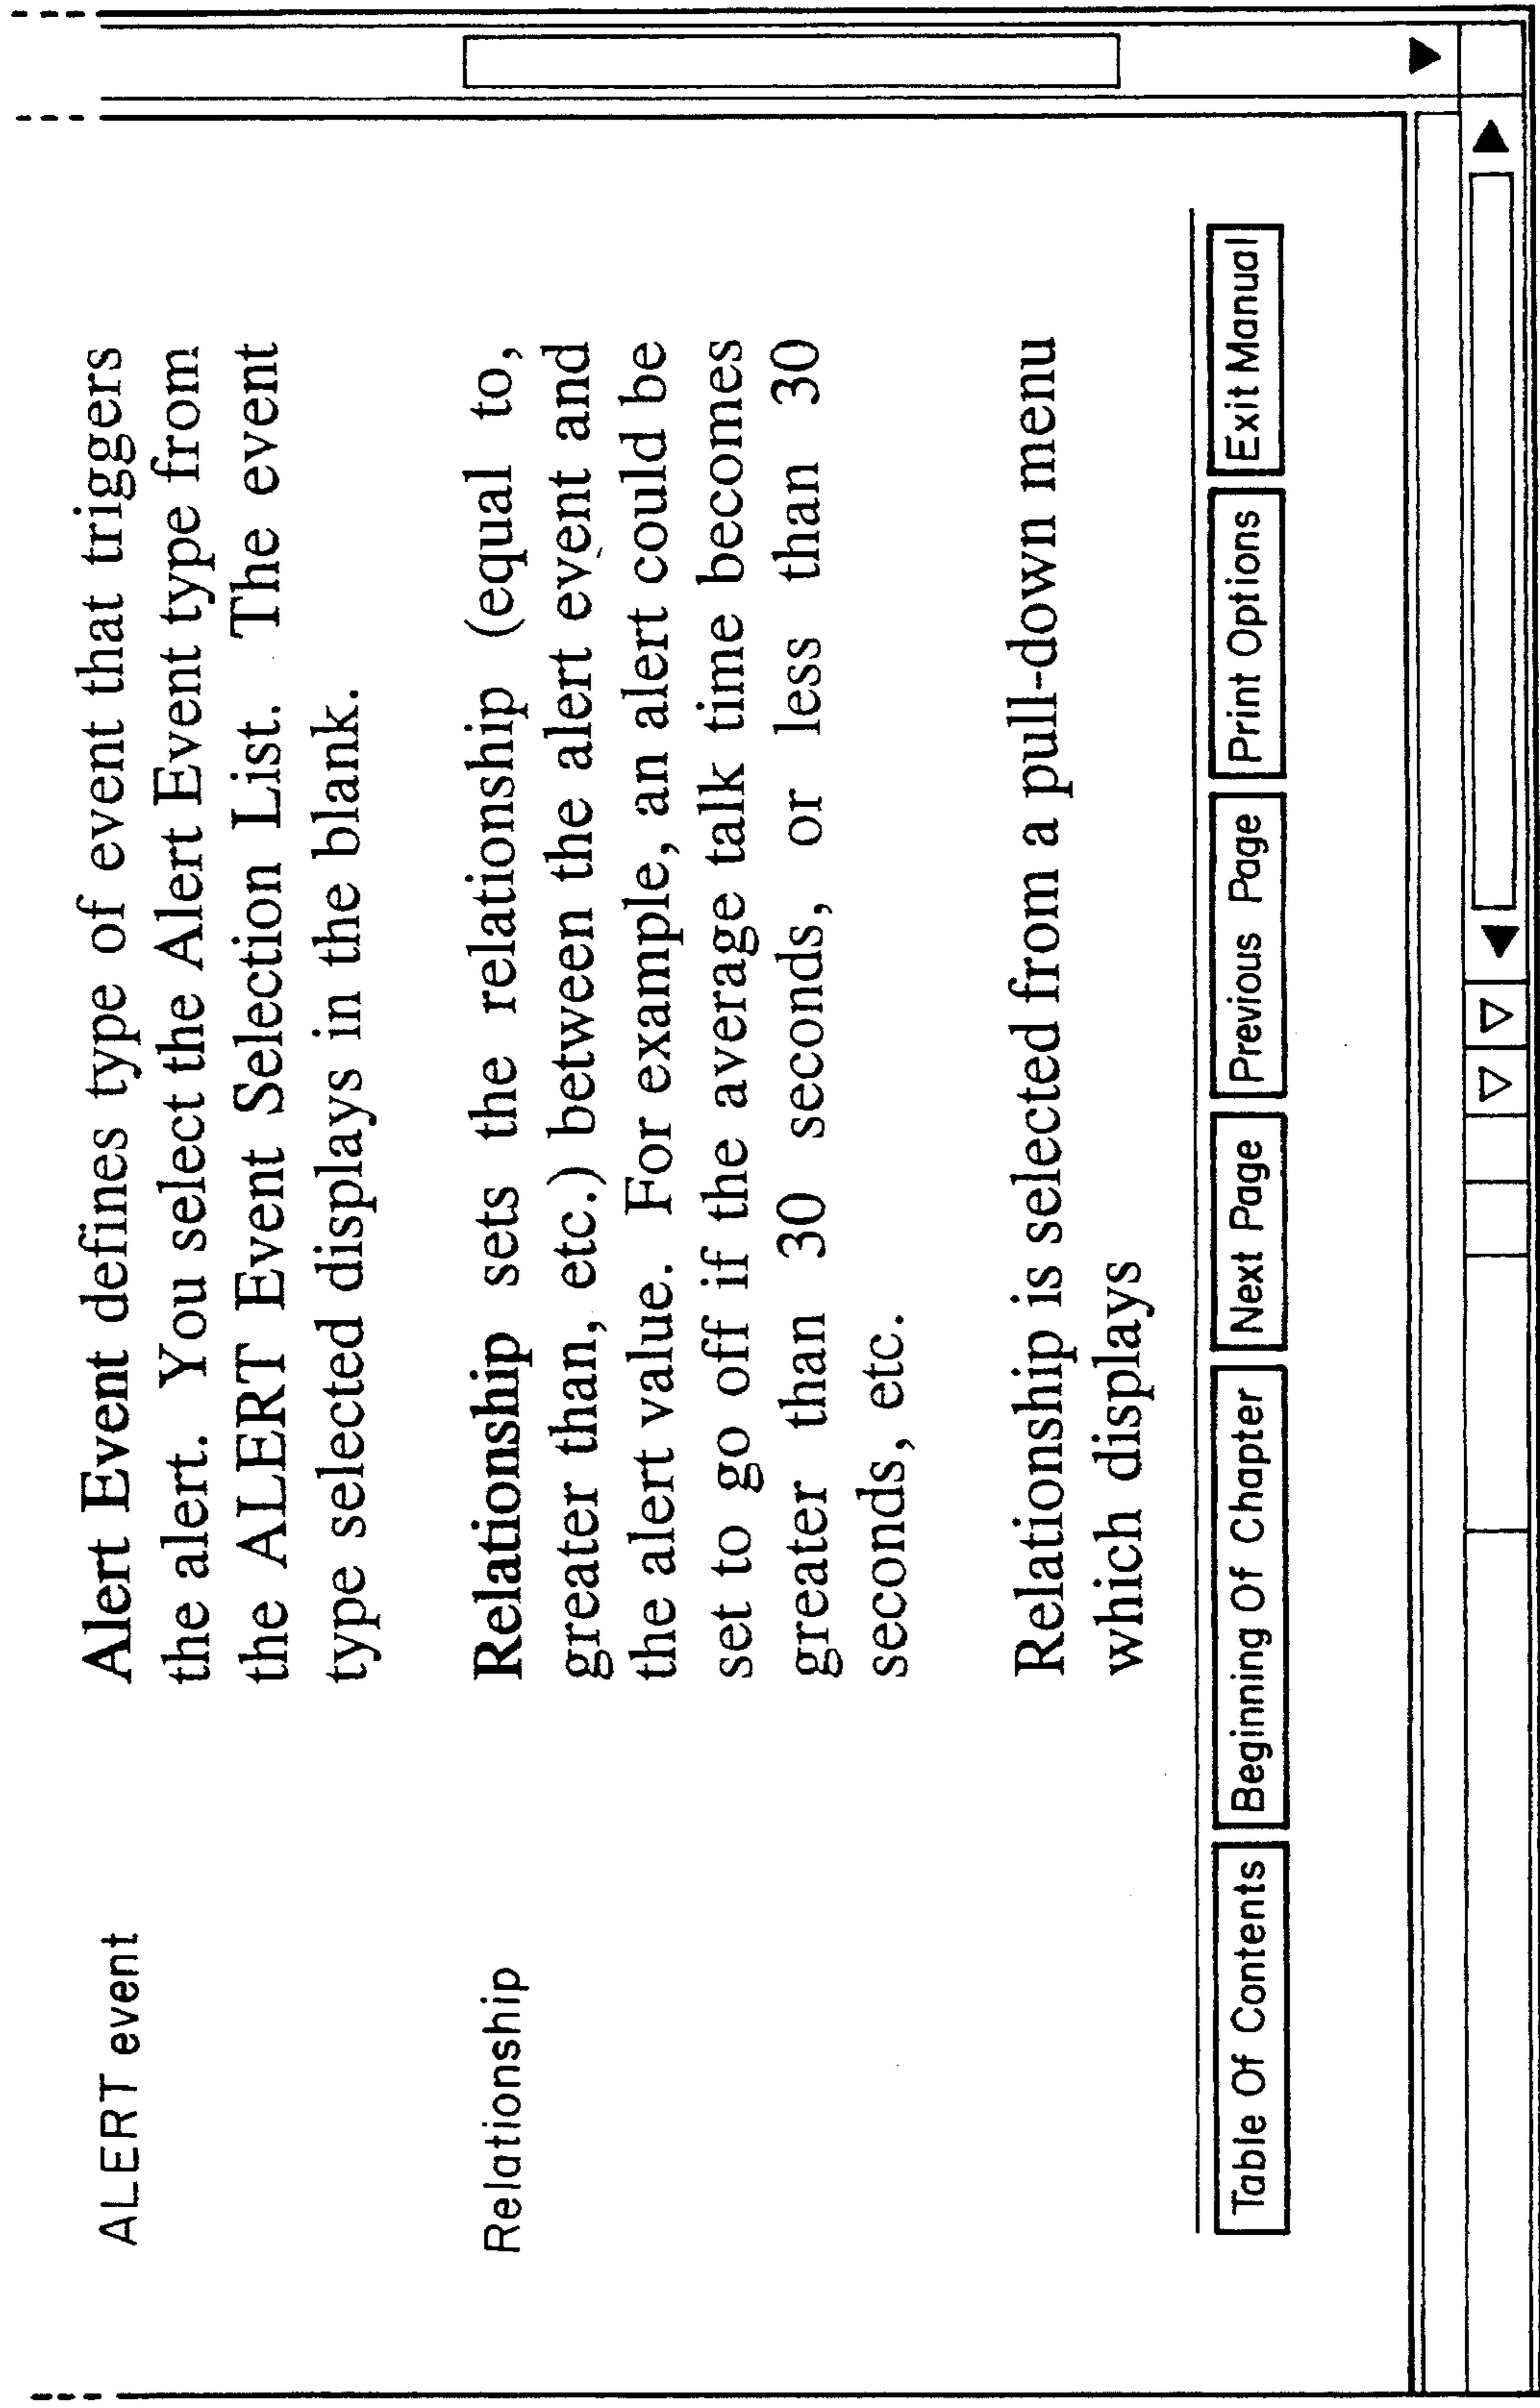 ALERT event
Alert Event defines type of event that triggers
the alert. You select the Alert Event type from
the ALERT Event Selection List. The event
type selected displays in the blank.
Relationship
Relationship sets the relationship (equal to,
greater than, etc.) between the alert event and
the alert value. For example, an alert could be
set to go off if the average talk time becomes
greater than 30 seconds, or less than 30
seconds, etc.
Relationship is selected from a pull-down menu
which displays
Table Of Contents Beginning Of Chapter Next Page Previous Page Print Options Exit Manual